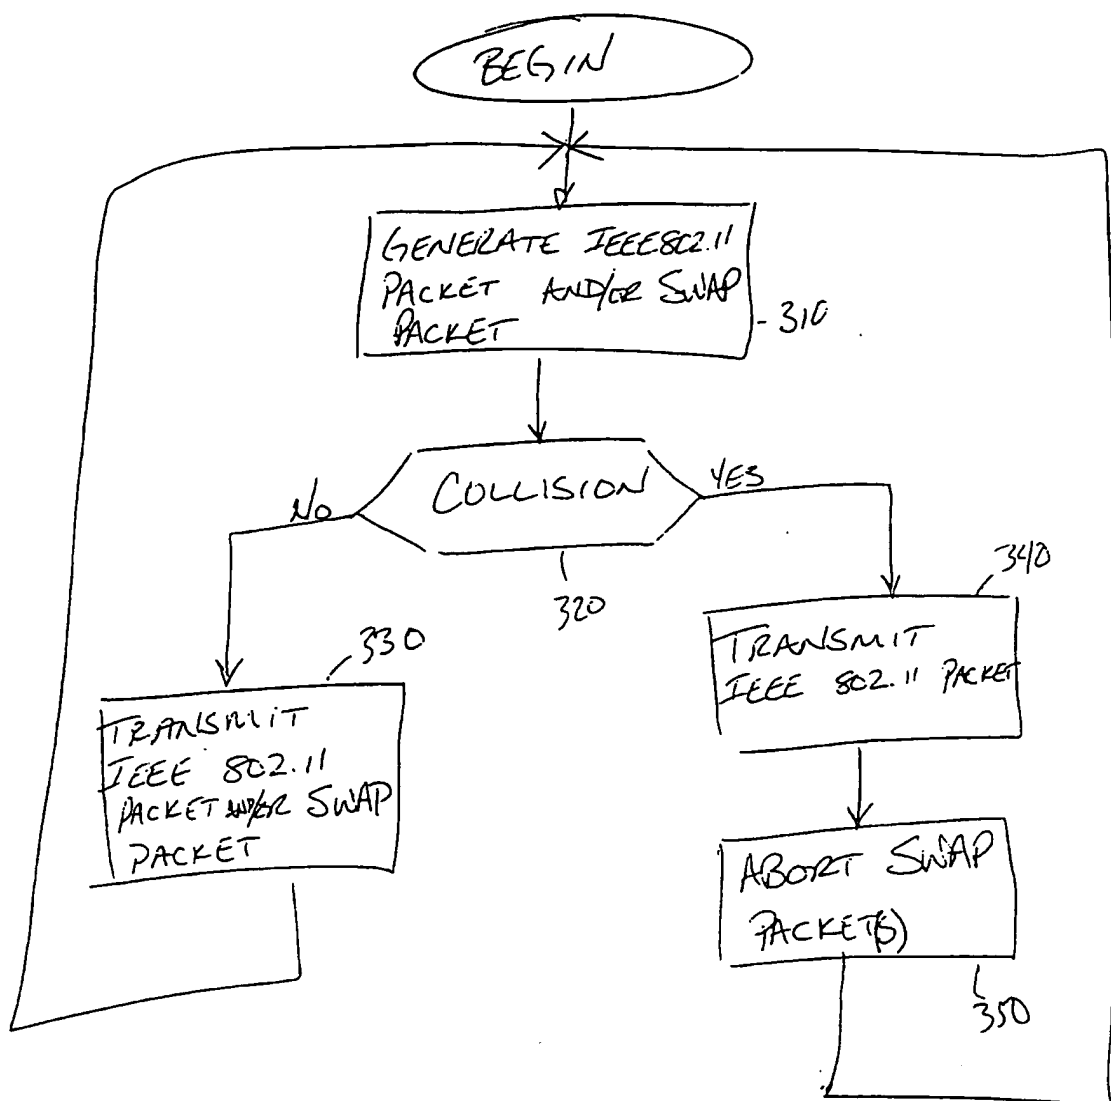 BEGIN
GENERATE IEEE802.11
PACKET AND/OR SWAP
PACKET
310
COLLISION
NO
YES
320
330
340
TRANSMIT
IEEE 802.11
PACKET AND/OR SWAP
PACKET
TRANSMIT
IEEE 802.11 PACKET
ABORT SWAP
PACKET(S)
350